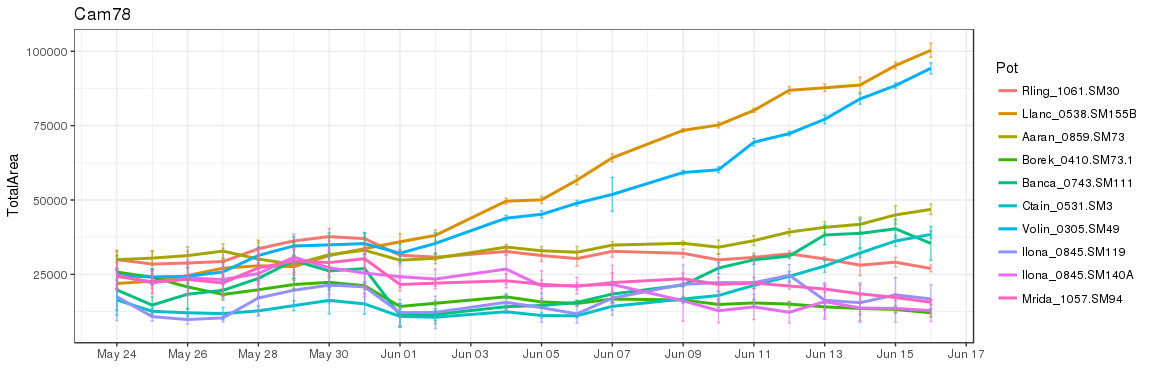 Cam78
TotalArea
100000
75000
50000
25000
May 24
May 26
May 28
May 30
Jun 01
Jun 03
Jun 05
Jun 07
Jun 09
Jun 11
Jun 13
Jun 15
Jun 17
Pot
Rling_1061.SM30
Llanc_0538.SM155B
Aaran_0859.SM73
Borek_0410.SM73.1
Banca_0743.SM111
Ctain_0531.SM3
Volin_0305.SM49
Ilona_0845.SM119
Ilona_0845.SM140A
Mrida_1057.SM94